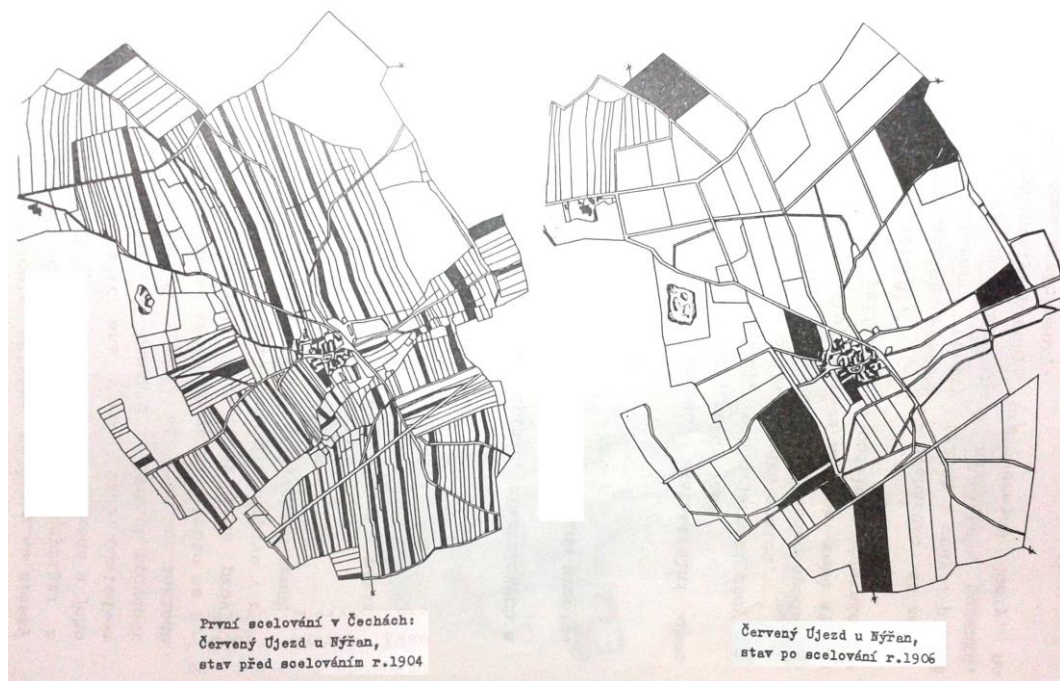 První scelování v Čechách:
Červený Újezd u Nýřan,
stav před scelováním r.1904
Červený Újezd u Nýřan,
stav po scelování r.1906